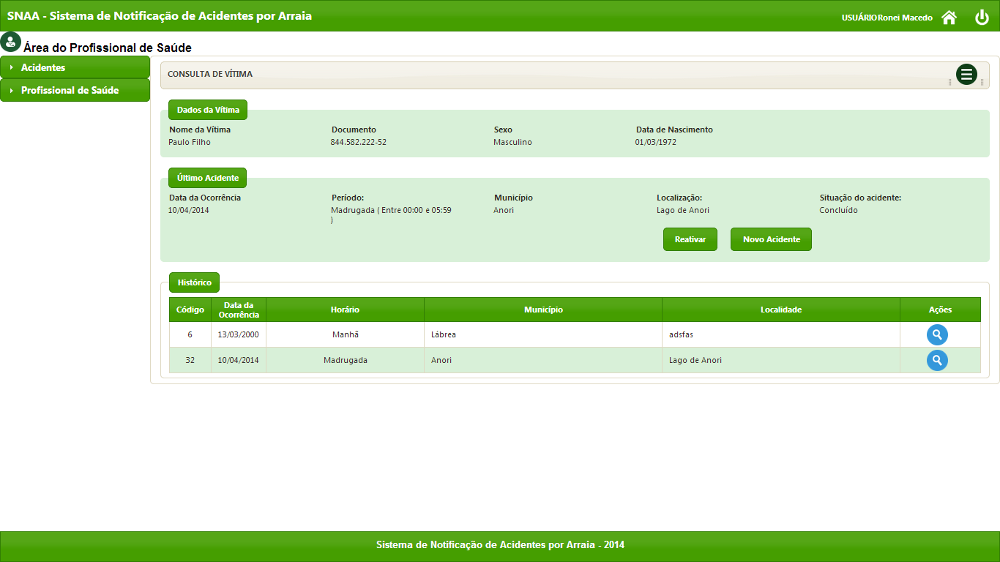 SNAA - Sistema de Notificação de Acidentes por Arraia
USUÁRIORonei Macedo
Área do Profissional de Saúde
Acidentes
Profissional de Saúde
CONSULTA DE VÍTIMA
Dados da Vítima
Nome da Vítima Documento Sexo Data de Nascimento
Paulo Filho 844.582.222-52 Masculino 01/03/1972
Último Acidente
Data da Ocorrência Período: Município Localização: Situação do acidente:
10/04/2014 Madrugada ( Entre 00:00 e 05:59 Anori Lago de Anori Concluído
)
Reativar Novo Acidente
Histórico
Código Data da Ocorrência Horário Município Localidade Ações
6 13/03/2000 Manhã Lábrea adsfas
32 10/04/2014 Madrugada Anori Lago de Anori
Sistema de Notificação de Acidentes por Arraia - 2014